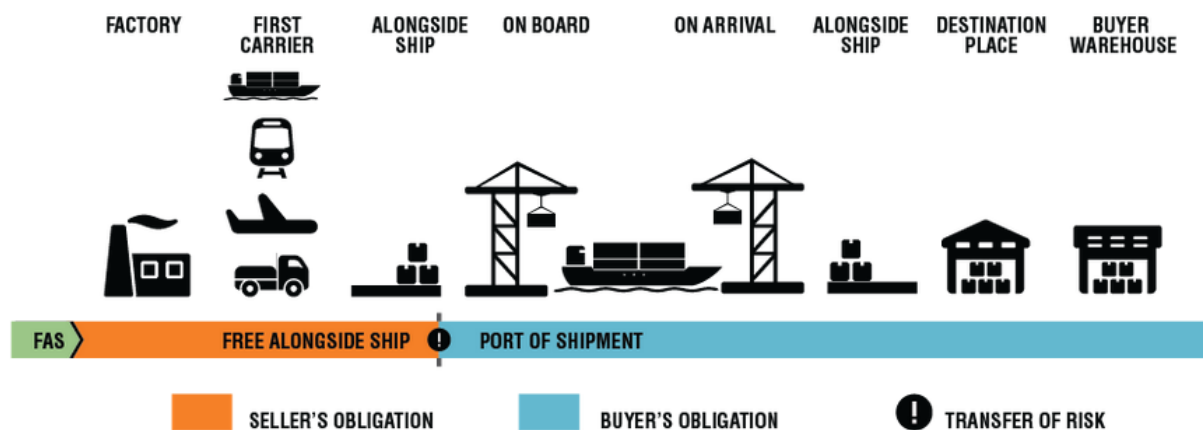 FACTORY
FIRST
CARRIER
ALONGSIDE
SHIP
ON BOARD
ON ARRIVAL
ALONGSIDE
SHIP
DESTINATION
PLACE
BUYER
WAREHOUSE
FAS
FREE ALONGSIDE SHIP
!
PORT OF SHIPMENT
SELLER'S OBLIGATION
BUYER'S OBLIGATION
!
TRANSFER OF RISK